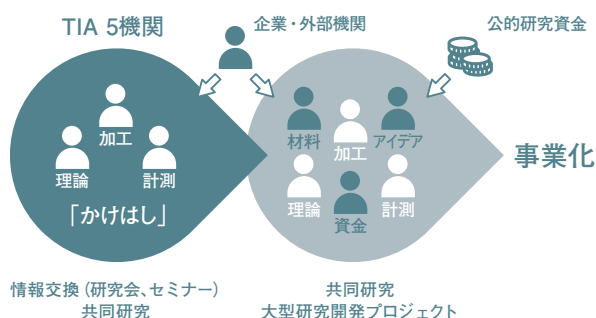 TIA 5機関
企業・外部機関
公的研究資金
加工
理論
計測
「かけはし」
材料
加工
アイデア
理論
資金
計測
事業化
情報交換（研究会、セミナー）
共同研究
共同研究
大型研究開発プロジェクト